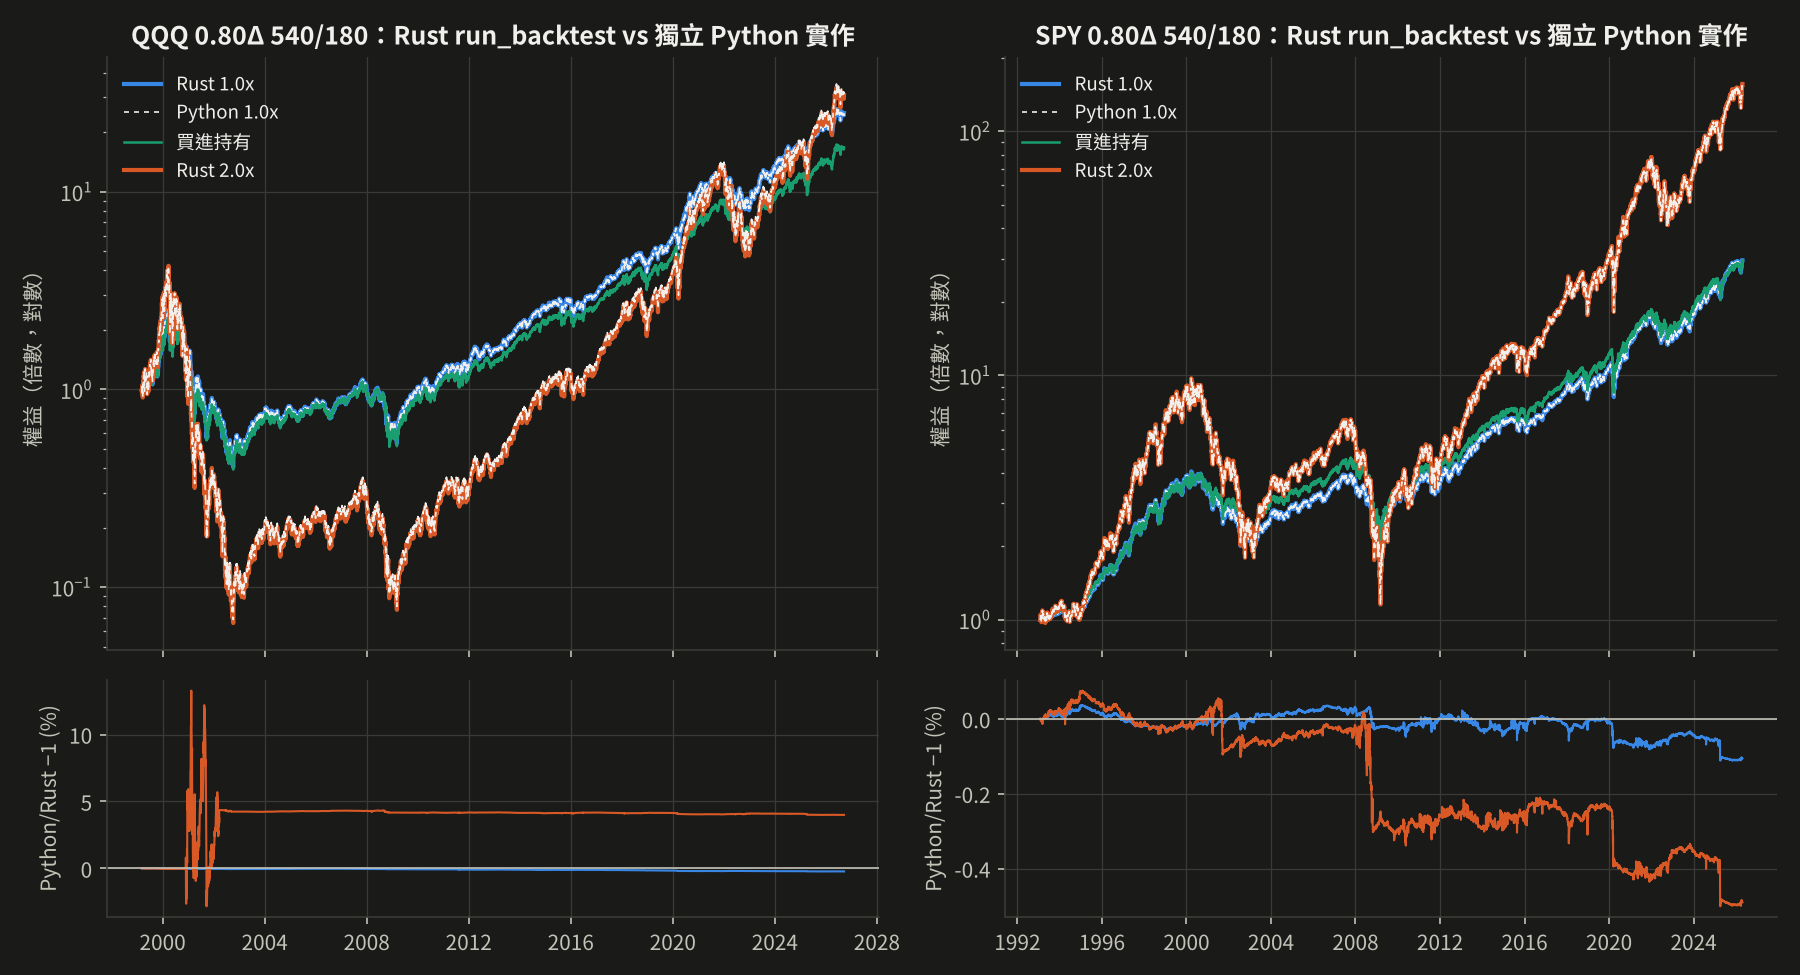 QQQ 0.80Δ 540/180：Rust run_backtest vs 獨立 Python 實作
Rust 1.0x
Python 1.0x
買進持有
Rust 2.0x
權益（倍數，對數）
10¹
10⁰
10⁻¹
Python/Rust −1 (%)
10
5
0
2000
2004
2008
2012
2016
2020
2024
2028
SPY 0.80Δ 540/180：Rust run_backtest vs 獨立 Python 實作
Rust 1.0x
Python 1.0x
買進持有
Rust 2.0x
權益（倍數，對數）
10²
10¹
10⁰
Python/Rust −1 (%)
0.0
-0.2
-0.4
1992
1996
2000
2004
2008
2012
2016
2020
2024